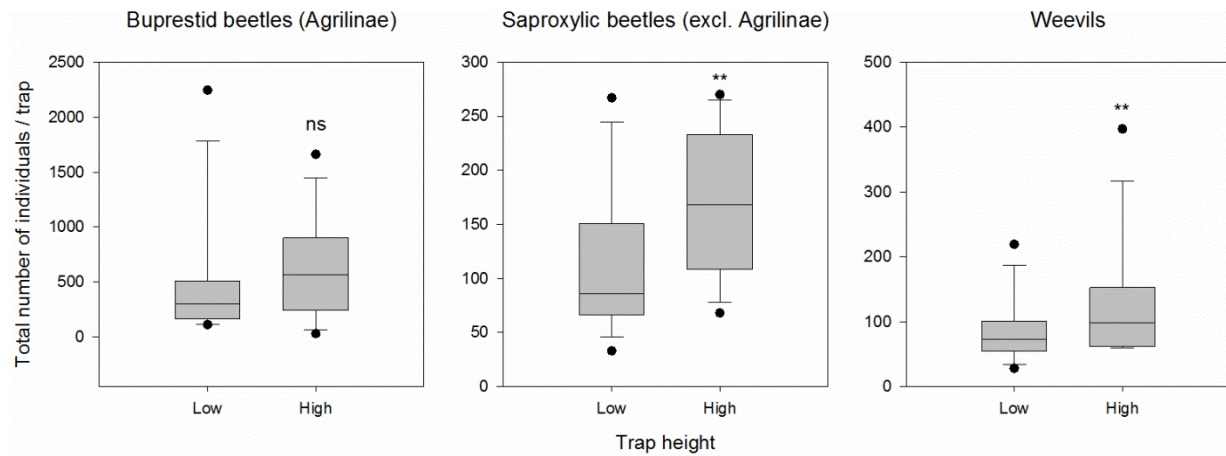 Buprestid beetles (Agrilinae)
Saproxylic beetles (excl. Agrilinae)
Weevils
Total number of individuals / trap
2500
2000
1500
1000
500
0
ns
Low
High
300
250
200
150
100
50
0
**
Low
High
500
400
300
200
100
0
**
Low
High
Trap height